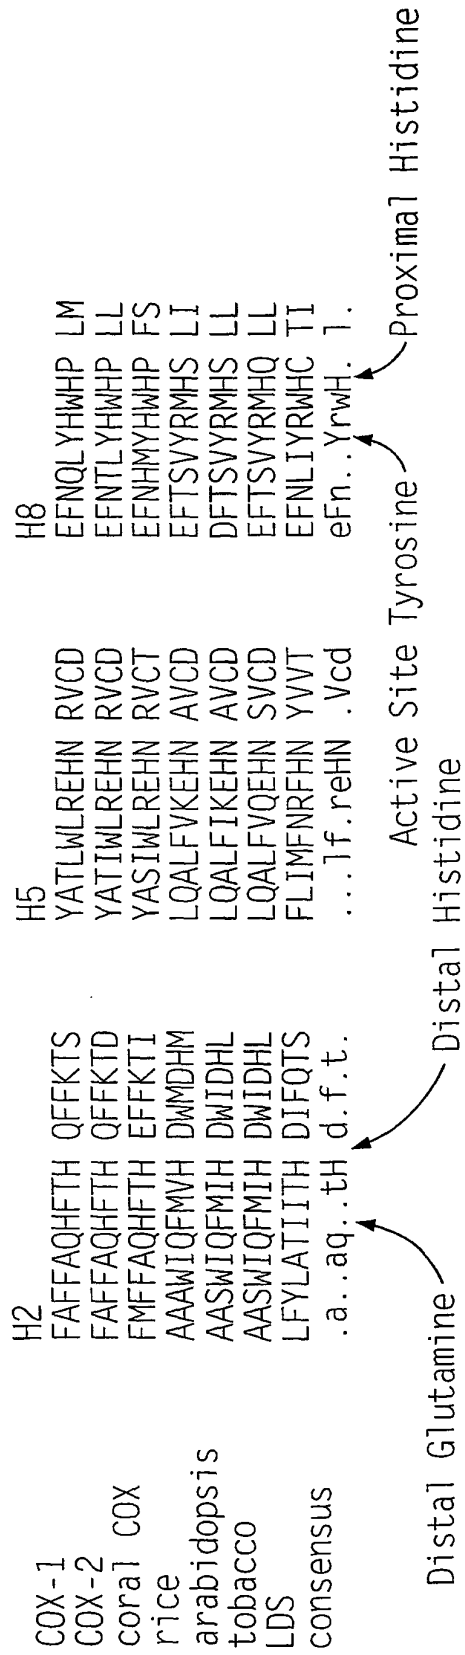 H2 H5 H8
COX-1 FAFFAQHFTH QFFKTS YATLWLREHN RVCD EFNQLYHWHP LM
COX-2 FAFFAQHFTH QFFKTD YATIWLREHN RVCD EFNTLYHWHP LL
coral COX FMFFAQHFTH EFFKTI YASIWLREHN RVCT EFNHMYHWHP FS
rice AAAWIQFMVH DWMDHM LQALFVKEHN AVCD EFTSVYRMHS LI
arabidopsis AASWIQFMIH DWIDHL LQALFIKEHN AVCD DFTSVYRMHS LL
tobacco AASWIQFMIH DWIDHL LQALFVQEHN SVCD EFTSVYRMHQ LL
LDS LFYLATIITH DIFQTS FLIMFNRFHN YVVT EFNLIYRWHC TI
consensus .a..aq..tH d.f.t. ...lf.reHN .Vcd eFn..YrwH. l.
Distal Glutamine
Distal Histidine
Active Site Tyrosine
Proximal Histidine